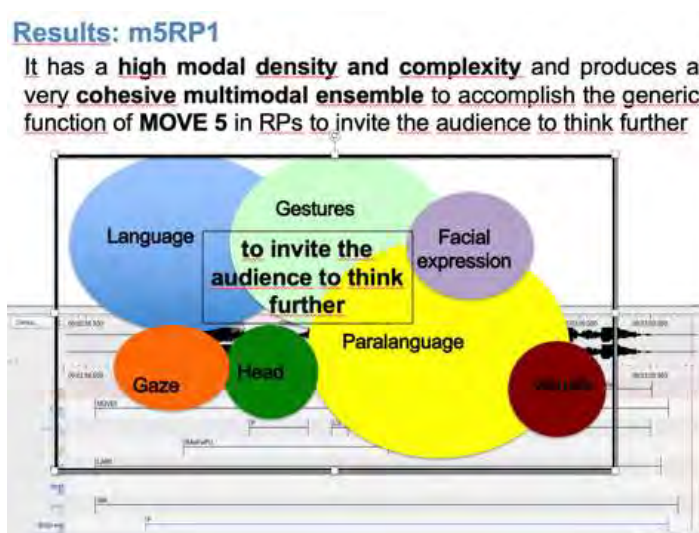 Results: m5RP1
It has a high modal density and complexity and produces a
very cohesive multimodal ensemble to accomplish the generic
function of MOVE 5 in RPs to invite the audience to think further
Gestures
Language
Facial
expression
to invite the
audience to think
further
Paralanguage
Head
Gaze